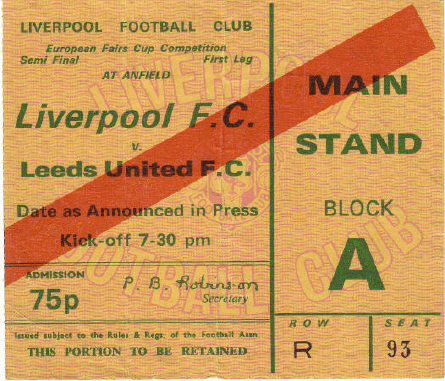 LIVERPOOL FOOTBALL CLUB
European Fairs Cup Competition
Semi Final First Leg
AT ANFIELD
Liverpool F.C.
v.
Leeds United F.C.
Date as Announced in Press
Kick-off 7-30 pm
ADMISSION
75p
P. B. Robinson
Secretary
Issued subject to the Rules & Regs. of the Football Assn
THIS PORTION TO BE RETAINED
MAIN
STAND
BLOCK
A
ROW SEAT
R 93
LIVERPOOL
FOOTBALL CLUB